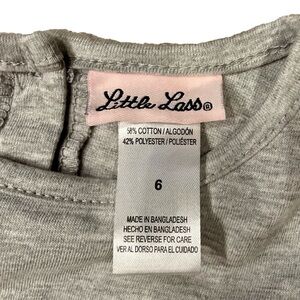 Little Lass®
58% COTTON / ALGODÓN
42% POLYESTER / POLIÉSTER
6
MADE IN BANGLADESH
HECHO EN BANGLADESH
SEE REVERSE FOR CARE
VER AL DORSO PARA EL CUIDADO